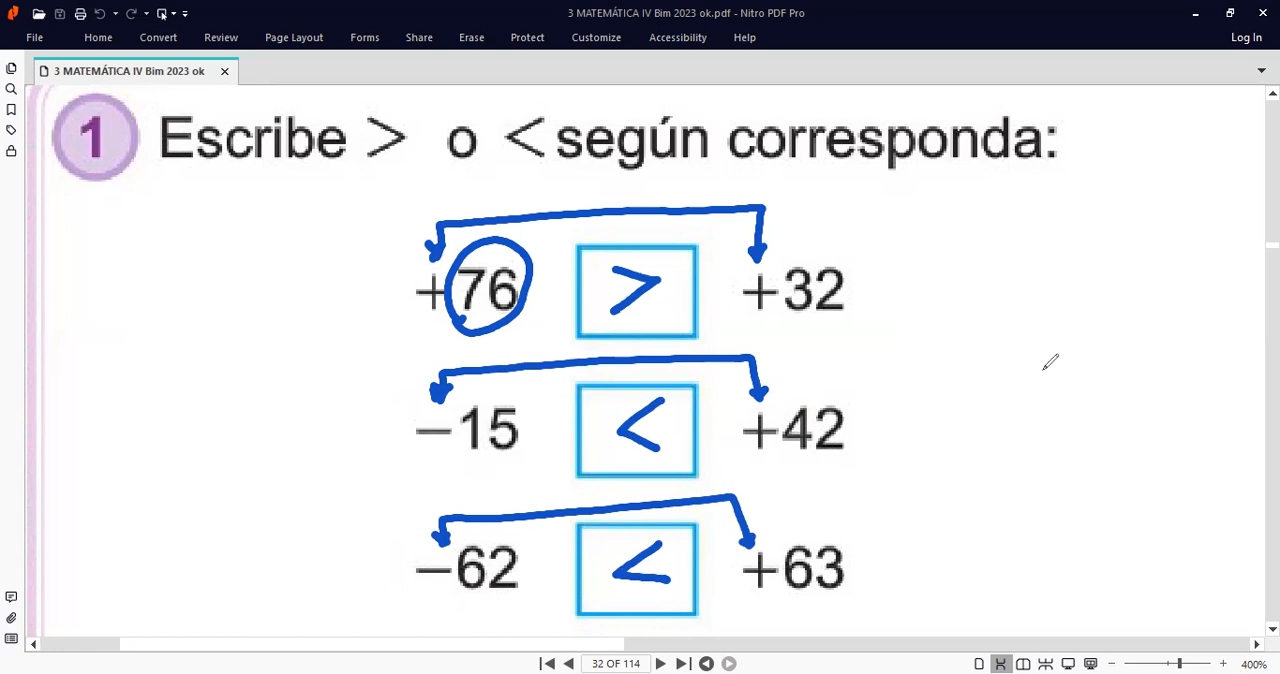 3 MATEMÁTICA IV Bim 2023 ok.pdf - Nitro PDF Pro
File Home Convert Review Page Layout Forms Share Erase Protect Customize Accessibility Help Log In
3 MATEMÁTICA IV Bim 2023 ok
1 Escribe > o < según corresponda:
+76 > +32
−15 < +42
−62 < +63
32 OF 114 400%